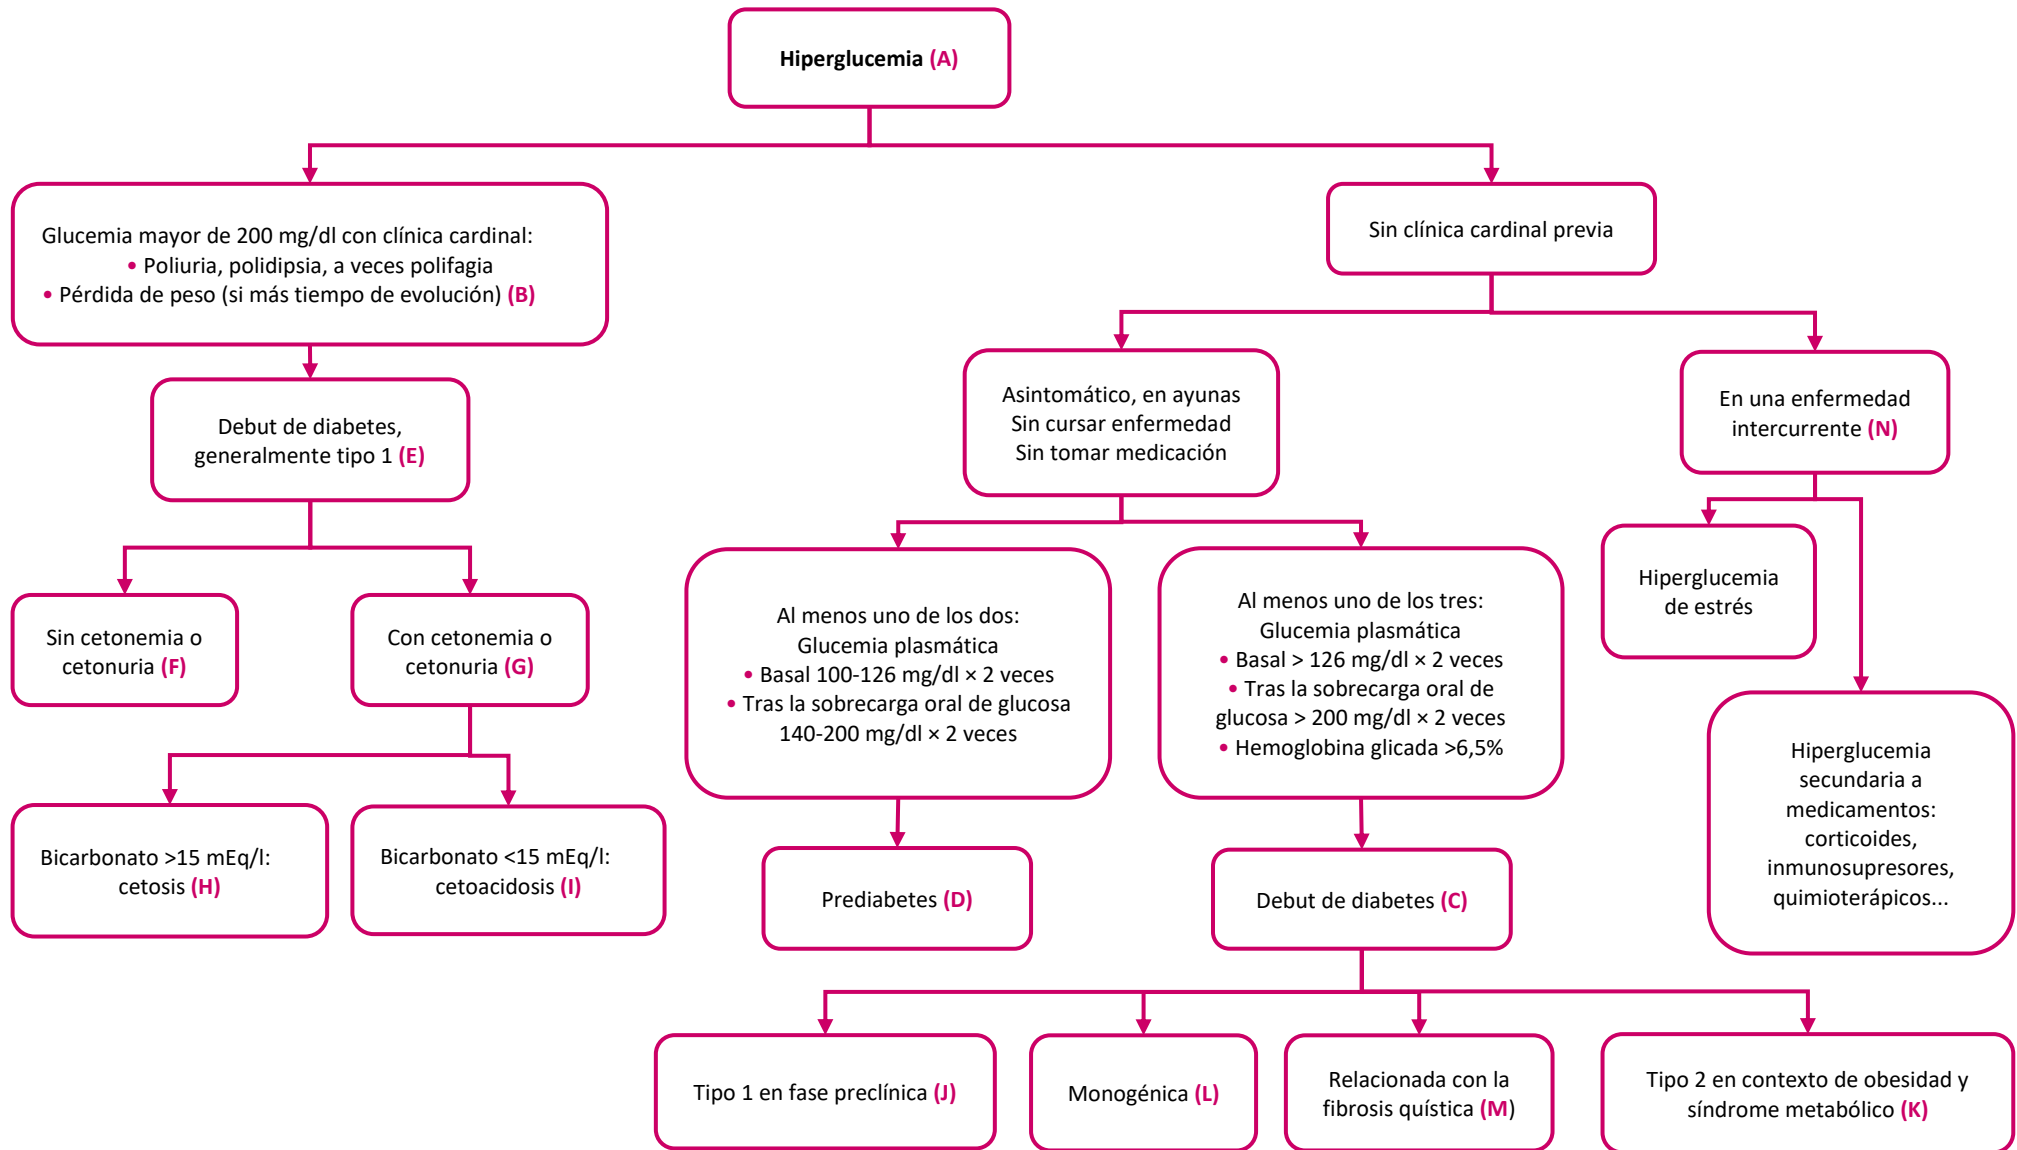 Hiperglucemia (A)
Glucemia mayor de 200 mg/dl con clínica cardinal:
• Poliuria, polidipsia, a veces polifagia
• Pérdida de peso (si más tiempo de evolución) (B)
Sin clínica cardinal previa
Debut de diabetes,
generalmente tipo 1 (E)
Asintomático, en ayunas
Sin cursar enfermedad
Sin tomar medicación
En una enfermedad
intercurrente (N)
Sin cetonemia o
cetonuria (F)
Con cetonemia o
cetonuria (G)
Al menos uno de los dos:
Glucemia plasmática
• Basal 100-126 mg/dl × 2 veces
• Tras la sobrecarga oral de glucosa
140-200 mg/dl × 2 veces
Al menos uno de los tres:
Glucemia plasmática
• Basal > 126 mg/dl × 2 veces
• Tras la sobrecarga oral de
glucosa > 200 mg/dl × 2 veces
• Hemoglobina glicada >6,5%
Hiperglucemia
de estrés
Hiperglucemia
secundaria a
medicamentos:
corticoides,
inmunosupresores,
quimioterápicos...
Bicarbonato >15 mEq/l:
cetosis (H)
Bicarbonato <15 mEq/l:
cetoacidosis (I)
Prediabetes (D)
Debut de diabetes (C)
Tipo 1 en fase preclínica (J)
Monogénica (L)
Relacionada con la
fibrosis quística (M)
Tipo 2 en contexto de obesidad y
síndrome metabólico (K)